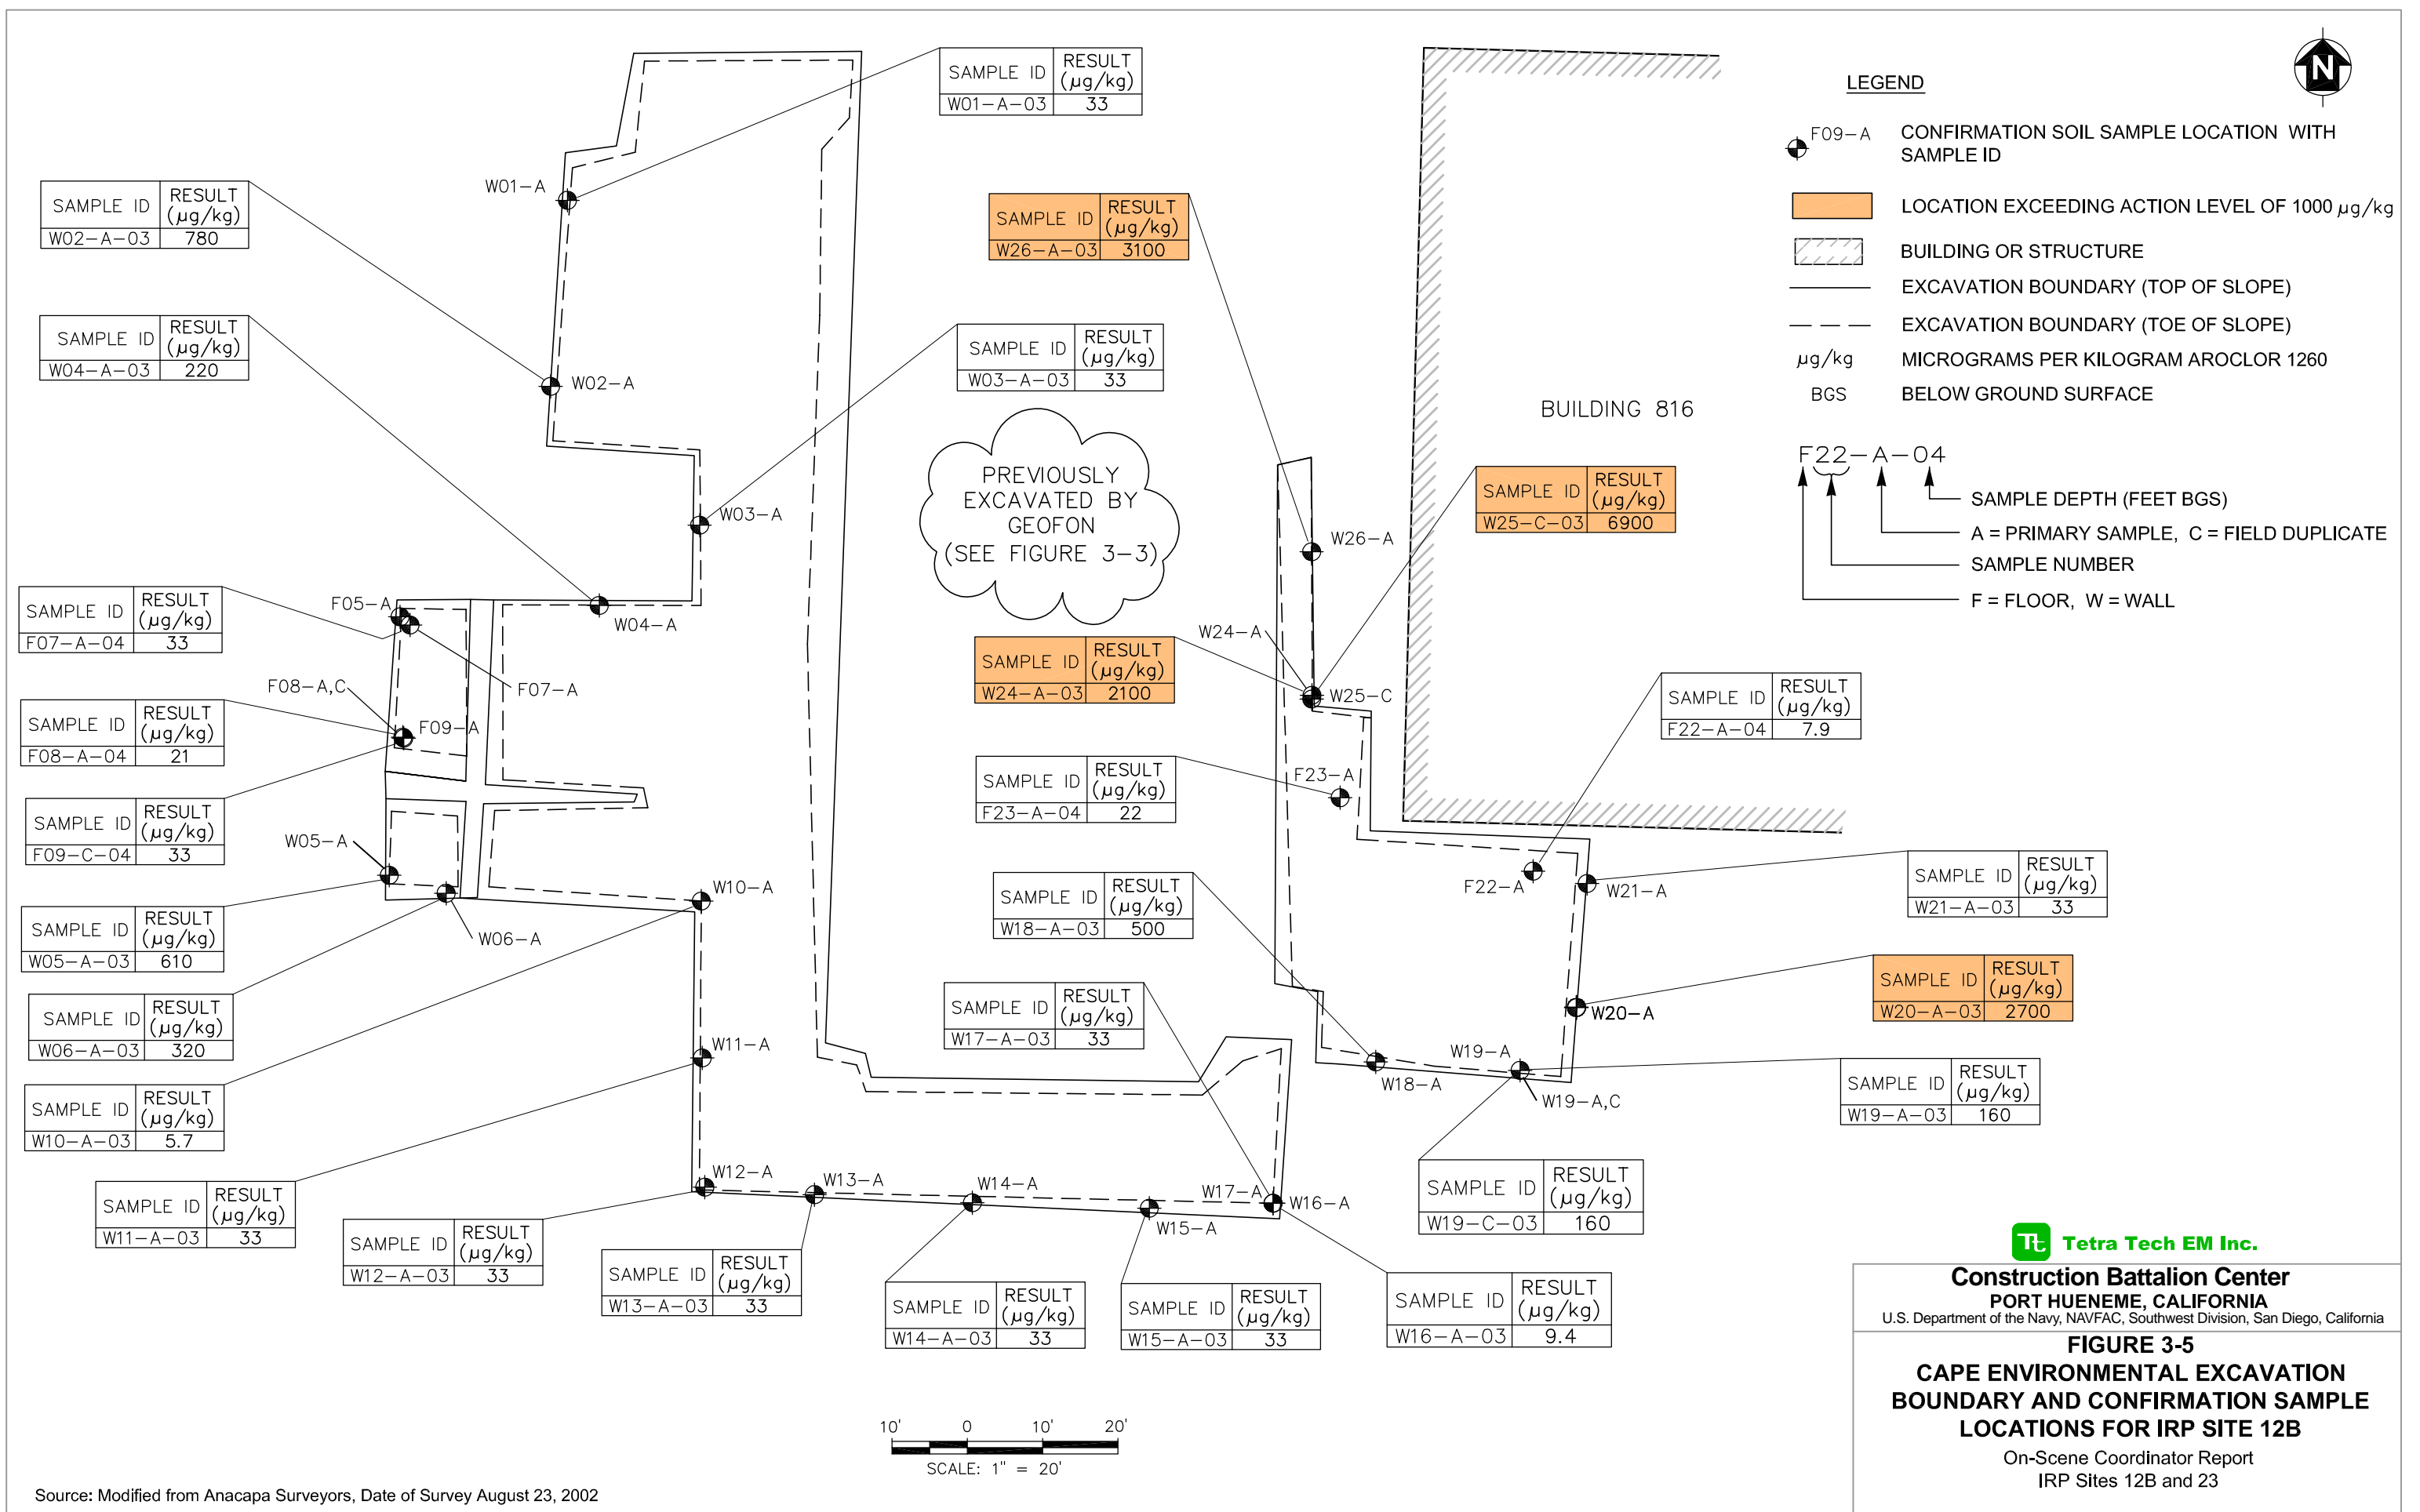 SAMPLE ID RESULT (µg/kg)
W01-A-03 33
SAMPLE ID RESULT (µg/kg)
W02-A-03 780
SAMPLE ID RESULT (µg/kg)
W04-A-03 220
SAMPLE ID RESULT (µg/kg)
W26-A-03 3100
SAMPLE ID RESULT (µg/kg)
W03-A-03 33
W01-A
W02-A
W03-A
W04-A
PREVIOUSLY
EXCAVATED BY
GEOFON
(SEE FIGURE 3-3)
BUILDING 816
SAMPLE ID RESULT (µg/kg)
W25-C-03 6900
W26-A
W24-A
W25-C
SAMPLE ID RESULT (µg/kg)
W24-A-03 2100
LEGEND
N
F09-A CONFIRMATION SOIL SAMPLE LOCATION WITH
SAMPLE ID
LOCATION EXCEEDING ACTION LEVEL OF 1000 µg/kg
BUILDING OR STRUCTURE
EXCAVATION BOUNDARY (TOP OF SLOPE)
EXCAVATION BOUNDARY (TOE OF SLOPE)
µg/kg MICROGRAMS PER KILOGRAM AROCLOR 1260
BGS BELOW GROUND SURFACE
F22-A-04
SAMPLE DEPTH (FEET BGS)
A = PRIMARY SAMPLE, C = FIELD DUPLICATE
SAMPLE NUMBER
F = FLOOR, W = WALL
SAMPLE ID RESULT (µg/kg)
F07-A-04 33
F05-A
F07-A
F08-A,C
F09-A
SAMPLE ID RESULT (µg/kg)
F08-A-04 21
SAMPLE ID RESULT (µg/kg)
F09-C-04 33
W05-A
W06-A
SAMPLE ID RESULT (µg/kg)
W05-A-03 610
SAMPLE ID RESULT (µg/kg)
W06-A-03 320
SAMPLE ID RESULT (µg/kg)
W10-A-03 5.7
W10-A
W11-A
SAMPLE ID RESULT (µg/kg)
W11-A-03 33
W12-A
SAMPLE ID RESULT (µg/kg)
W12-A-03 33
W13-A
SAMPLE ID RESULT (µg/kg)
W13-A-03 33
W14-A
SAMPLE ID RESULT (µg/kg)
W14-A-03 33
W15-A
SAMPLE ID RESULT (µg/kg)
W15-A-03 33
W17-A
W16-A
SAMPLE ID RESULT (µg/kg)
W16-A-03 9.4
SAMPLE ID RESULT (µg/kg)
F23-A-04 22
F23-A
SAMPLE ID RESULT (µg/kg)
F22-A-04 7.9
F22-A
SAMPLE ID RESULT (µg/kg)
W18-A-03 500
SAMPLE ID RESULT (µg/kg)
W17-A-03 33
W18-A
W19-A
W19-A,C
W20-A
W21-A
SAMPLE ID RESULT (µg/kg)
W21-A-03 33
SAMPLE ID RESULT (µg/kg)
W20-A-03 2700
SAMPLE ID RESULT (µg/kg)
W19-A-03 160
SAMPLE ID RESULT (µg/kg)
W19-C-03 160
10' 0 10' 20'
SCALE: 1" = 20'
Source: Modified from Anacapa Surveyors, Date of Survey August 23, 2002
Tt Tetra Tech EM Inc.
Construction Battalion Center
PORT HUENEME, CALIFORNIA
U.S. Department of the Navy, NAVFAC, Southwest Division, San Diego, California
FIGURE 3-5
CAPE ENVIRONMENTAL EXCAVATION
BOUNDARY AND CONFIRMATION SAMPLE
LOCATIONS FOR IRP SITE 12B
On-Scene Coordinator Report
IRP Sites 12B and 23